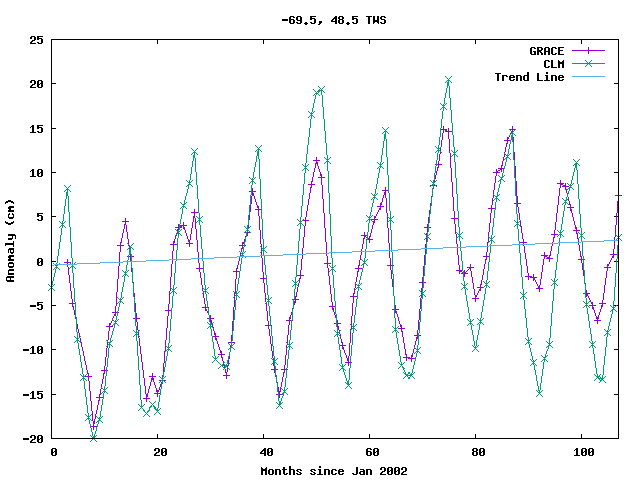 -69.5, 48.5 TWS
GRACE
CLM
Trend Line
25
20
15
10
5
0
-5
-10
-15
-20
Anomaly (cm)
0 20 40 60 80 100
Months since Jan 2002